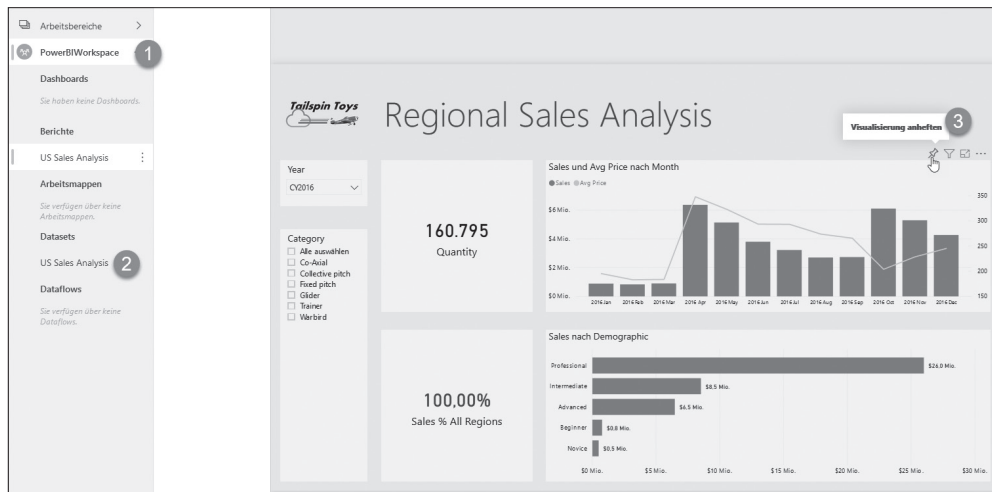 Arbeitsbereiche
PowerBIWorkspace
1
Dashboards
Sie haben keine Dashboards.
Berichte
US Sales Analysis
Arbeitsmappen
Sie verfügen über keine
Arbeitsmappen.
Datasets
US Sales Analysis
2
Dataflows
Sie verfügen über keine
Dataflows.
Tailspin Toys
Regional Sales Analysis
Visualisierung anheften
3
Year
CY2016
Category
Alle auswählen
Co-Axial
Collective pitch
Fixed pitch
Glider
Trainer
Warbird
160.795
Quantity
100,00%
Sales % All Regions
Sales und Avg Price nach Month
Sales Avg Price
$6 Mio.
$4 Mio.
$2 Mio.
$0 Mio.
350
300
250
200
150
2016 Jan 2016 Feb 2016 Mar 2016 Apr 2016 May 2016 Jun 2016 Jul 2016 Aug 2016 Sep 2016 Oct 2016 Nov 2016 Dec
Sales nach Demographic
Professional $26,0 Mio.
Intermediate $8,5 Mio.
Advanced $6,5 Mio.
Beginner $0,8 Mio.
Novice $0,5 Mio.
$0 Mio. $5 Mio. $10 Mio. $15 Mio. $20 Mio. $25 Mio. $30 Mio.